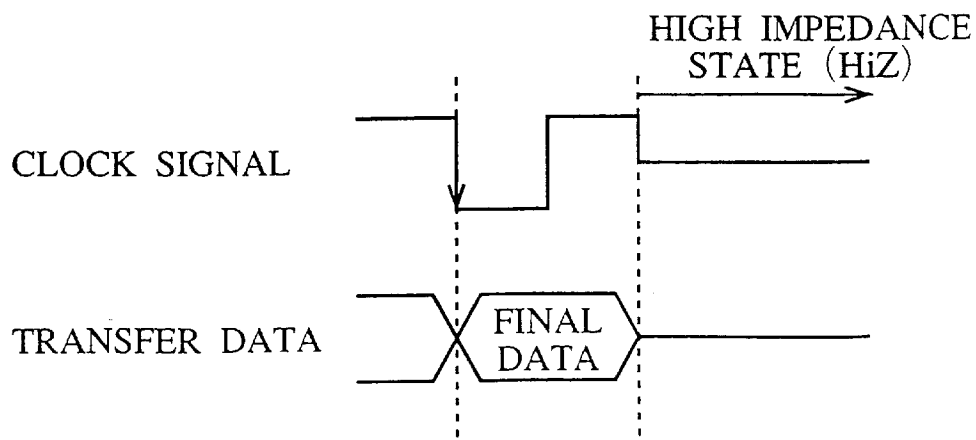 HIGH IMPEDANCE
STATE (HiZ)
CLOCK SIGNAL
TRANSFER DATA
FINAL
DATA